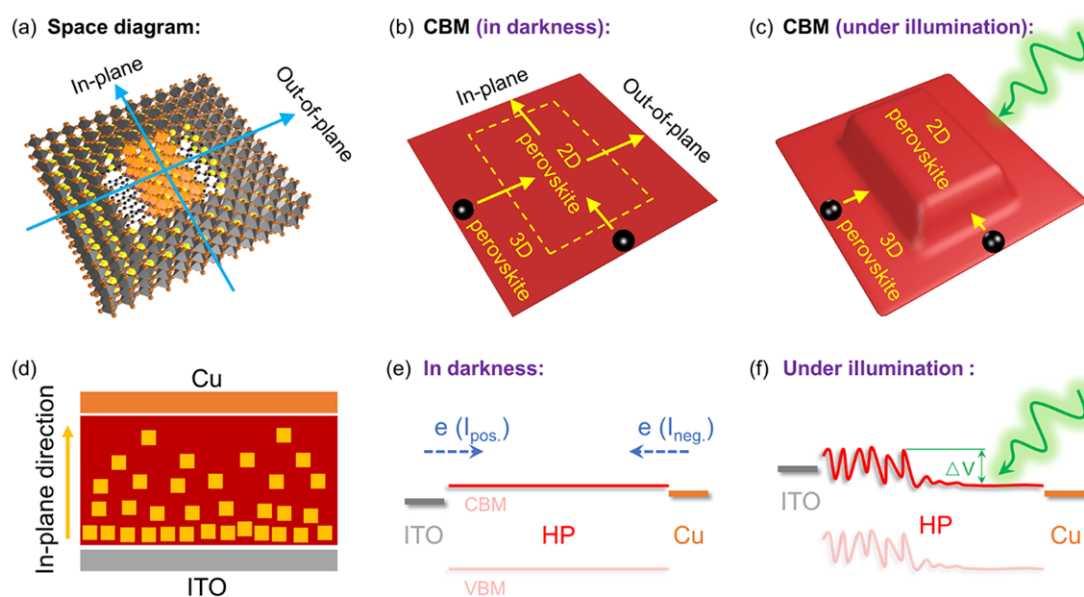 (a) Space diagram:
In-plane
Out-of-plane
(b) CBM (in darkness):
In-plane
Out-of-plane
2D
perovskite
3D
perovskite
(c) CBM (under illumination):
2D
perovskite
3D
perovskite
(d)
Cu
In-plane direction
ITO
(e) In darkness:
e (Ipos.)
e (Ineg.)
CBM
ITO
HP
Cu
VBM
(f) Under illumination :
ΔV
ITO
HP
Cu